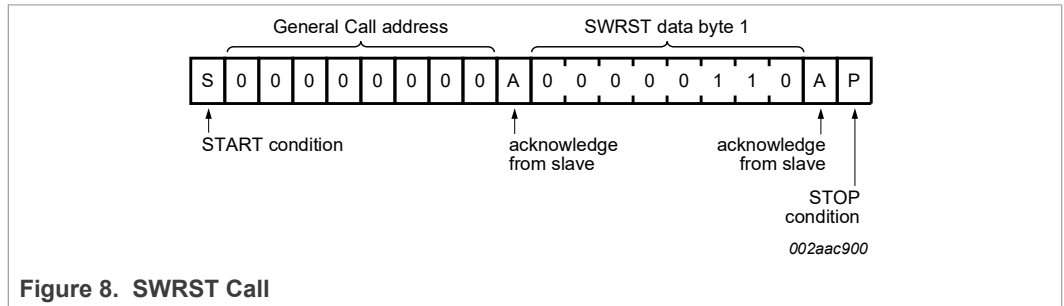 General Call address SWRST data byte 1
S 0 0 0 0 0 0 0 0 A 0 0 0 0 0 1 1 0 A P
START condition acknowledge acknowledge
from slave from slave
STOP
condition
002aac900
Figure 8. SWRST Call